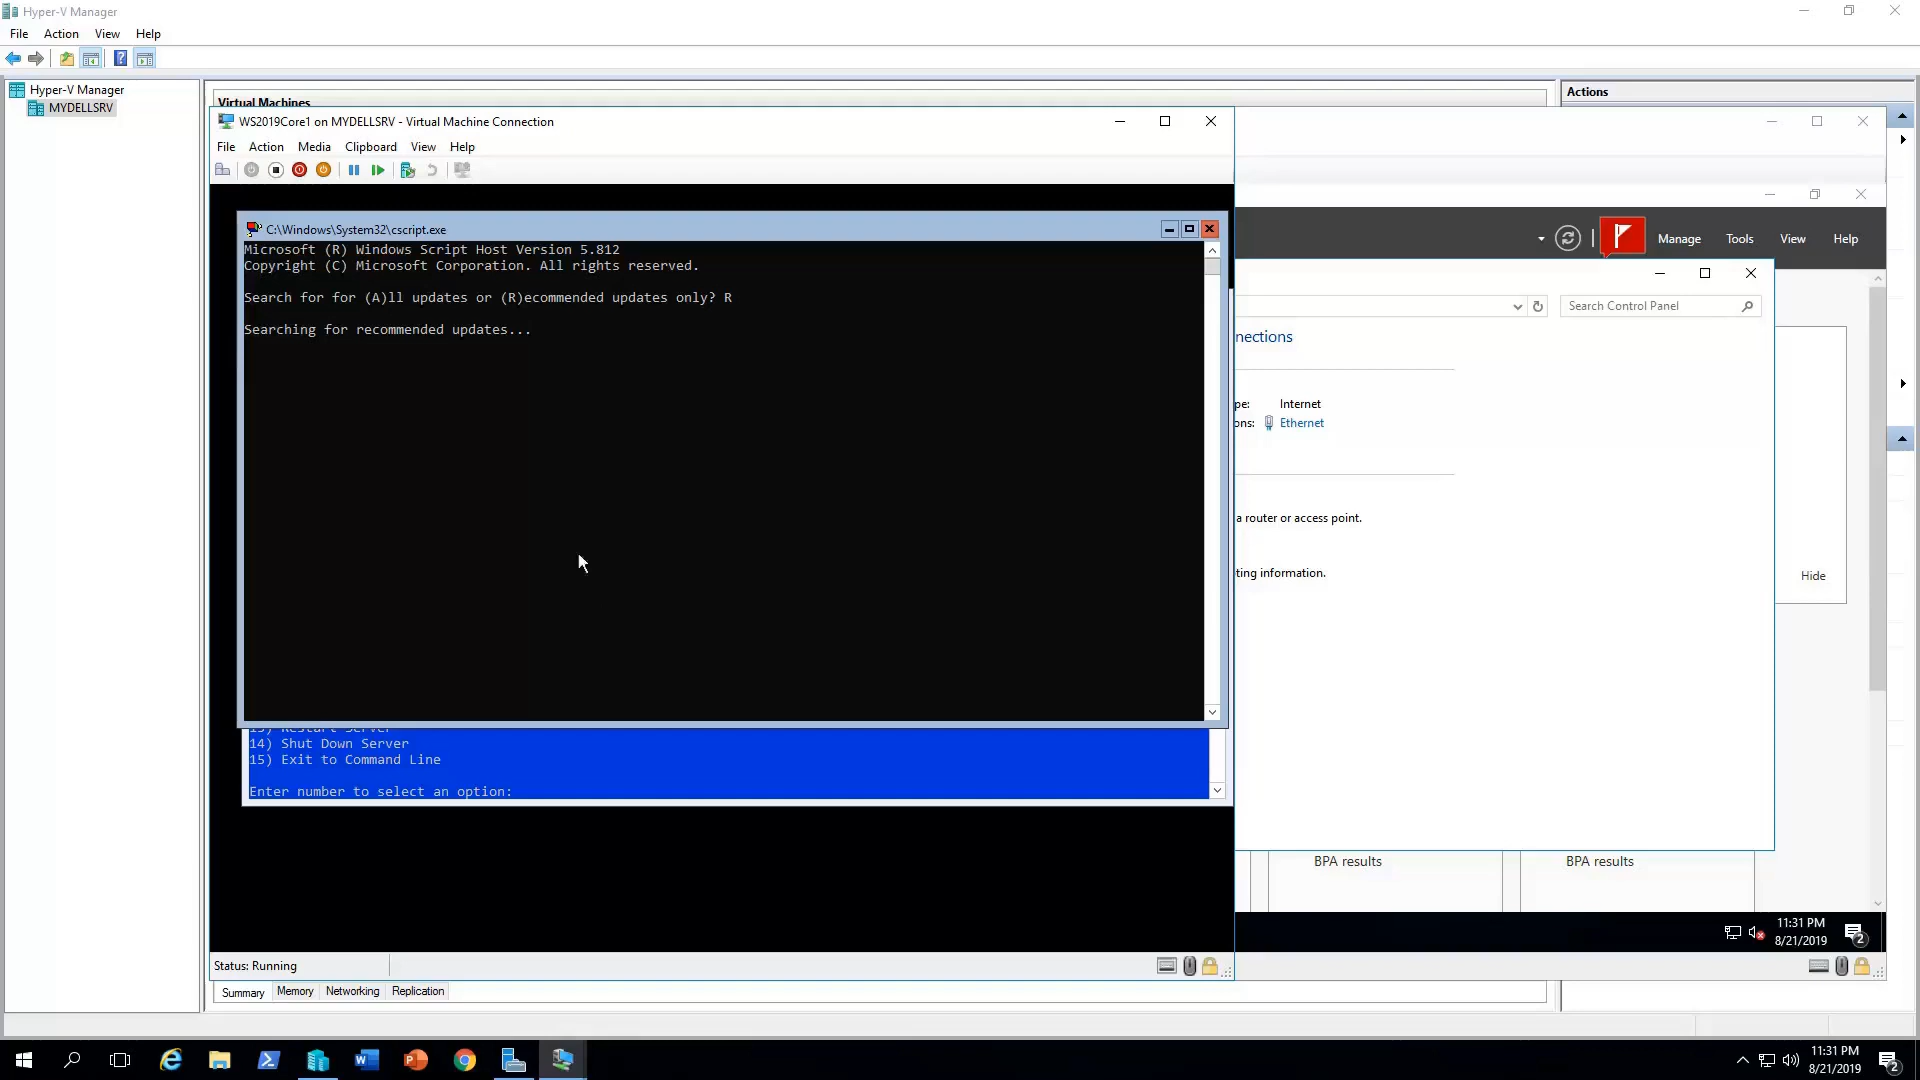 Hyper-V Manager
File Action View Help
Hyper-V Manager
MYDELLSRV
Virtual Machines
Actions
WS2019Core1 on MYDELLSRV - Virtual Machine Connection
File Action Media Clipboard View Help
C:\Windows\System32\cscript.exe
Microsoft (R) Windows Script Host Version 5.812
Copyright (C) Microsoft Corporation. All rights reserved.
Search for for (A)ll updates or (R)ecommended updates only? R
Searching for recommended updates...
13) Restart Server
14) Shut Down Server
15) Exit to Command Line
Enter number to select an option:
Status: Running
Summary Memory Networking Replication
Manage Tools View Help
Search Control Panel
nections
pe: Internet
ons: Ethernet
a router or access point.
ting information.
Hide
BPA results
BPA results
11:31 PM
8/21/2019
2
11:31 PM
8/21/2019
2